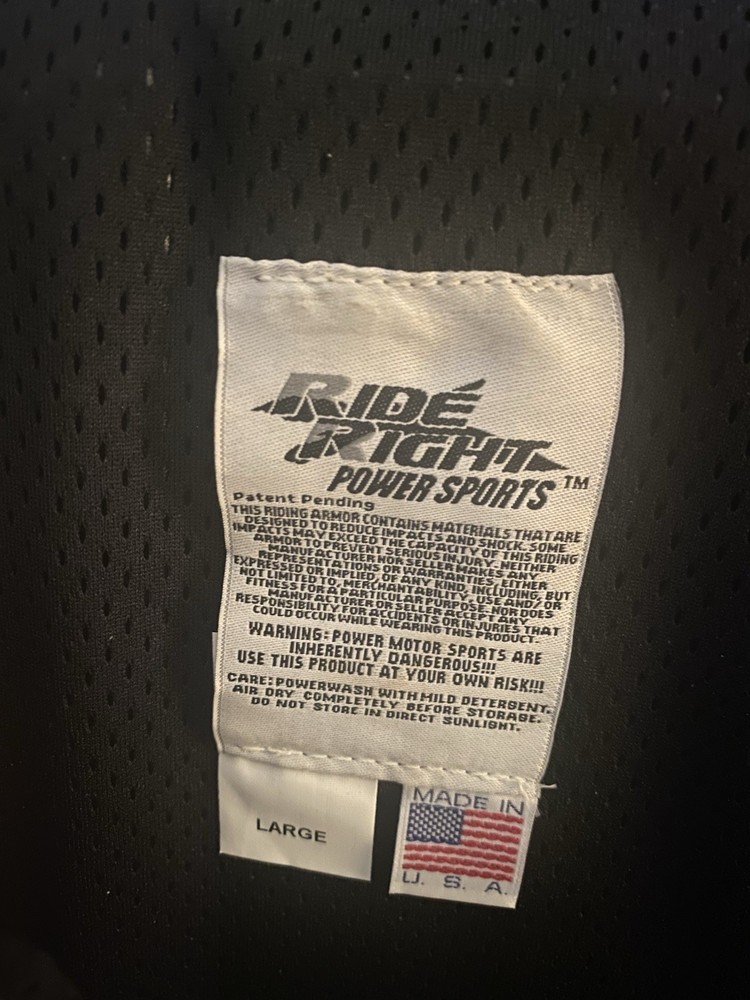 RIDE
RIGHT
POWER SPORTS™
Patent Pending
THIS RIDING ARMOR CONTAINS MATERIALS THAT ARE
DESIGNED TO REDUCE IMPACTS AND SHOCK. SOME
IMPACTS MAY EXCEED THE CAPACITY OF THIS RIDING
ARMOR TO PREVENT SERIOUS INJURY. NEITHER
MANUFACTURER NOR SELLER MAKES ANY
REPRESENTATIONS OR WARRANTIES, EITHER
EXPRESSED OR IMPLIED, OF ANY KIND, INCLUDING, BUT
NOT LIMITED TO, MERCHANTABILITY, USE AND/OR
FITNESS FOR A PARTICULAR PURPOSE. NOR DOES
MANUFACTURER OR SELLER ACCEPT ANY
RESPONSIBILITY FOR ACCIDENTS OR INJURIES THAT
COULD OCCUR WHILE WEARING THIS PRODUCT.
WARNING: POWER MOTOR SPORTS ARE
INHERENTLY DANGEROUS!!!
USE THIS PRODUCT AT YOUR OWN RISK!!!
CARE: POWERWASH WITH MILD DETERGENT.
AIR DRY COMPLETELY BEFORE STORAGE.
DO NOT STORE IN DIRECT SUNLIGHT.
LARGE
MADE IN
U. S. A.